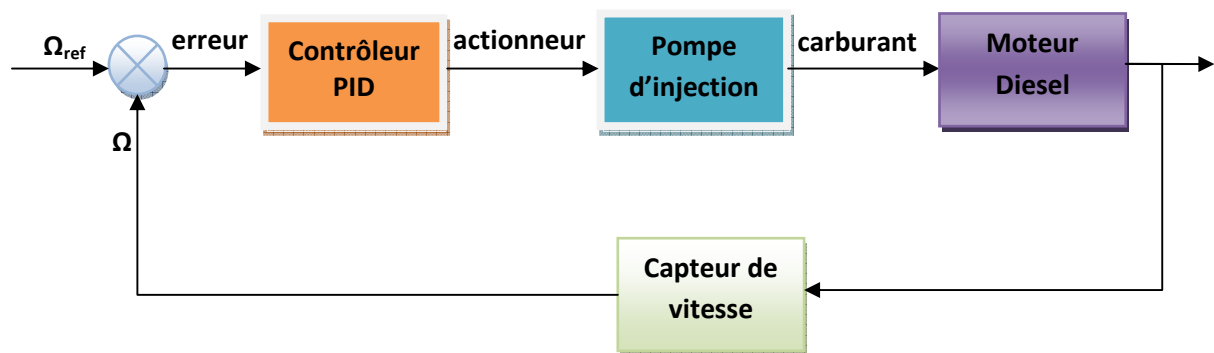 Ωref
erreur
Contrôleur
PID
actionneur
Pompe
d’injection
carburant
Moteur
Diesel
Ω
Capteur de
vitesse